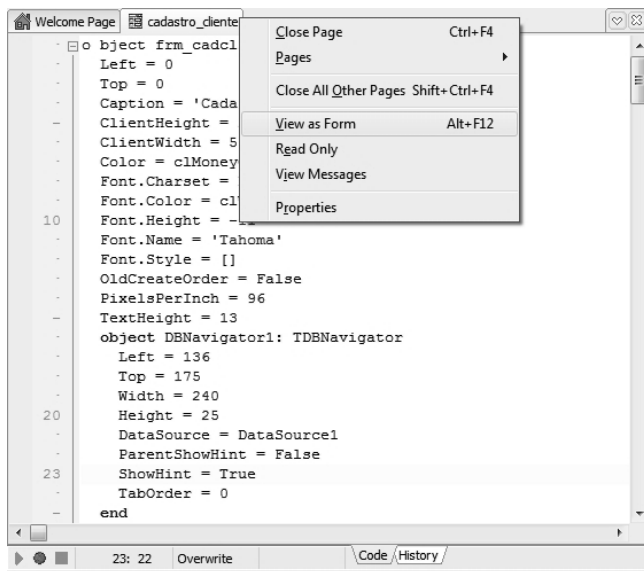 Welcome Page
cadastro_cliente
o bject frm_cadcl
Left = 0
Top = 0
Caption = 'Cada
ClientHeight =
ClientWidth = 5
Color = clMoney
Font.Charset =
Font.Color = cl
10 Font.Height = -11
Font.Name = 'Tahoma'
Font.Style = []
OldCreateOrder = False
PixelsPerInch = 96
TextHeight = 13
object DBNavigator1: TDBNavigator
Left = 136
Top = 175
Width = 240
20 Height = 25
DataSource = DataSource1
ParentShowHint = False
23 ShowHint = True
TabOrder = 0
end
Close Page Ctrl+F4
Pages
Close All Other Pages Shift+Ctrl+F4
View as Form Alt+F12
Read Only
View Messages
Properties
23: 22 Overwrite Code History